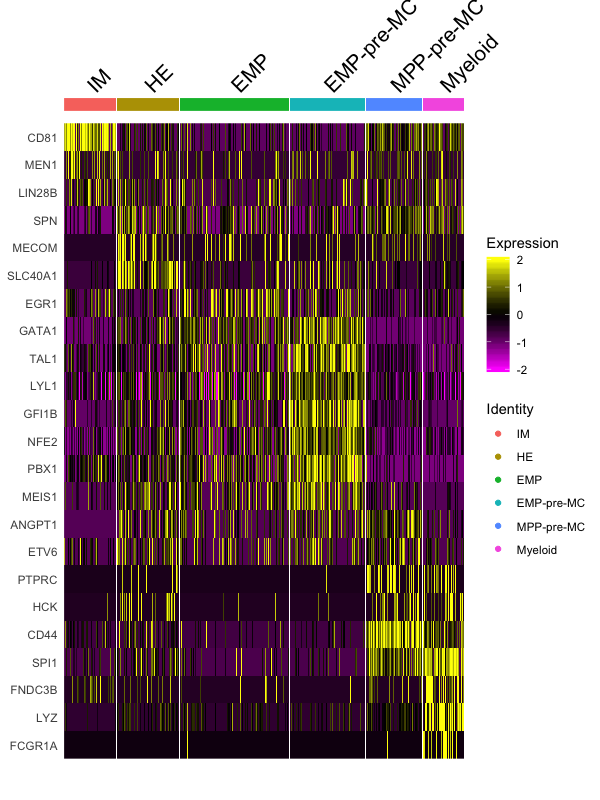 IM
HE
EMP
EMP-pre-MC
MPP-pre-MC
Myeloid
CD81
MEN1
LIN28B
SPN
MECOM
SLC40A1
EGR1
GATA1
TAL1
LYL1
GFI1B
NFE2
PBX1
MEIS1
ANGPT1
ETV6
PTPRC
HCK
CD44
SPI1
FNDC3B
LYZ
FCGR1A
Expression
2
1
0
-1
-2
Identity
IM
HE
EMP
EMP-pre-MC
MPP-pre-MC
Myeloid